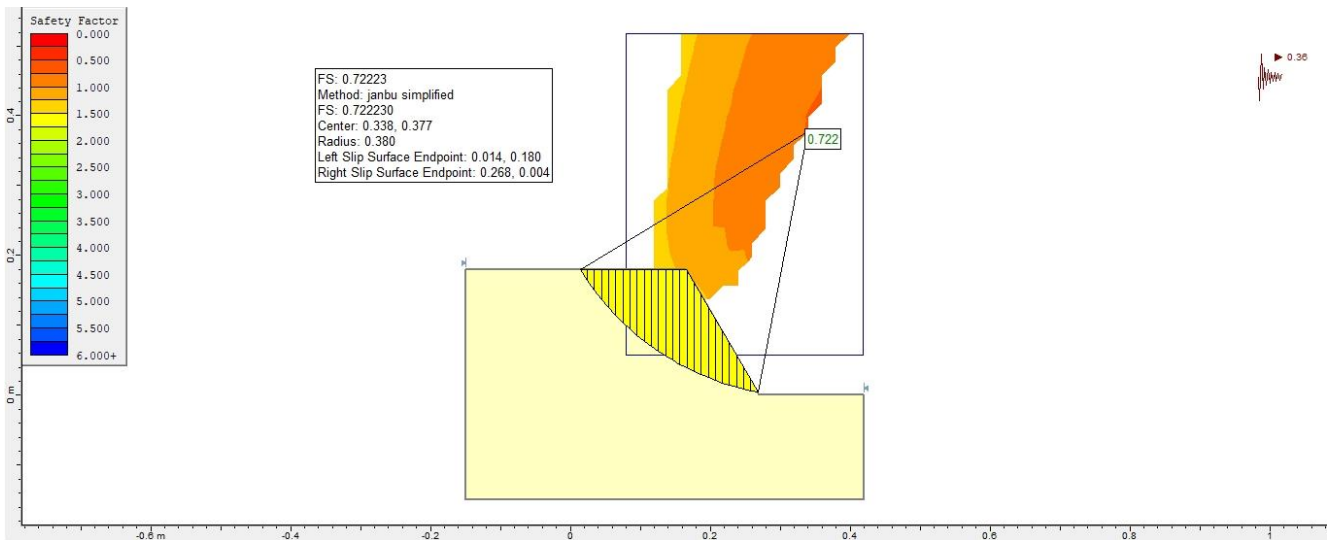 Safety Factor
0.000
0.500
1.000
1.500
2.000
2.500
3.000
3.500
4.000
4.500
5.000
5.500
6.000+
FS: 0.72223
Method: janbu simplified
FS: 0.722230
Center: 0.338, 0.377
Radius: 0.380
Left Slip Surface Endpoint: 0.014, 0.180
Right Slip Surface Endpoint: 0.268, 0.004
0.722
0.36
0.4
0.2
0 m
-0.6 m
-0.4
-0.2
0
0.2
0.4
0.6
0.8
1